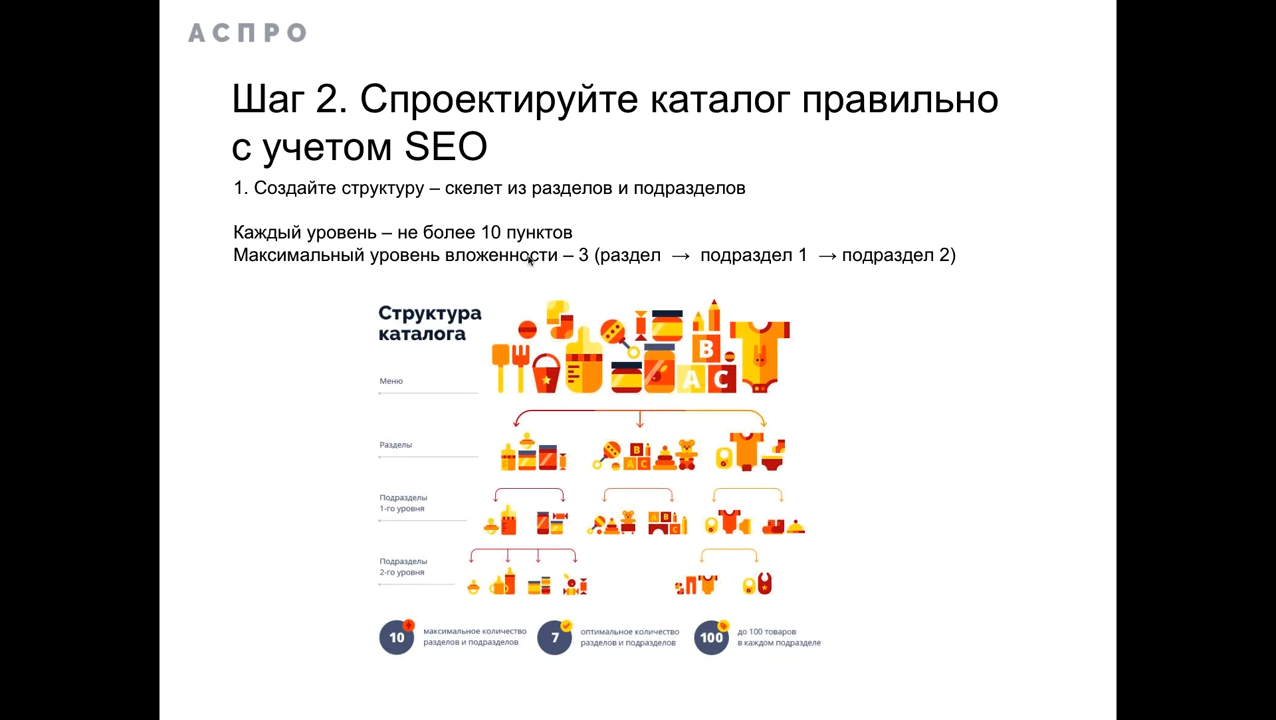 АСПРО
Шаг 2. Спроектируйте каталог правильно
с учетом SEO
1. Создайте структуру – скелет из разделов и подразделов
Каждый уровень – не более 10 пунктов
Максимальный уровень вложенности – 3 (раздел → подраздел 1 → подраздел 2)
Структура
каталога
B
A C
Меню
Разделы
B
A C
Подразделы
1-го уровня
A B C
Подразделы
2-го уровня
10 максимальное количество
разделов и подразделов
7 оптимальное количество
разделов и подразделов
100 до 100 товаров
в каждом подразделе